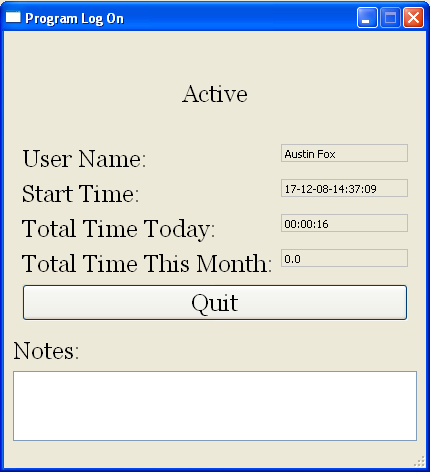 Program Log On
Active
User Name: Austin Fox
Start Time: 17-12-08-14:37:09
Total Time Today: 00:00:16
Total Time This Month: 0.0
Quit
Notes: